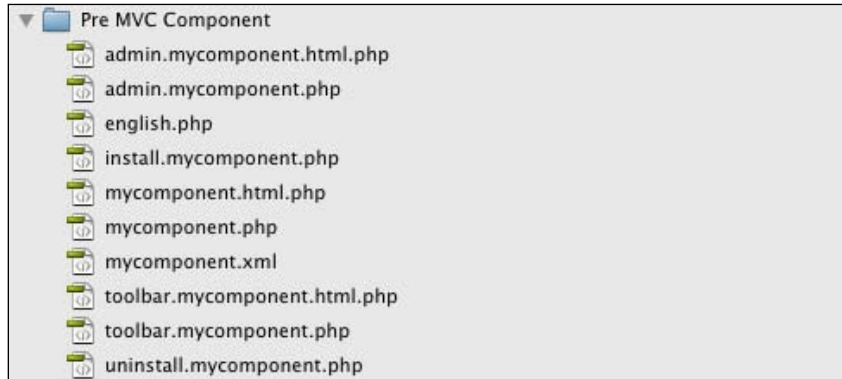 Pre MVC Component
admin.mycomponent.html.php
admin.mycomponent.php
english.php
install.mycomponent.php
mycomponent.html.php
mycomponent.php
mycomponent.xml
toolbar.mycomponent.html.php
toolbar.mycomponent.php
uninstall.mycomponent.php